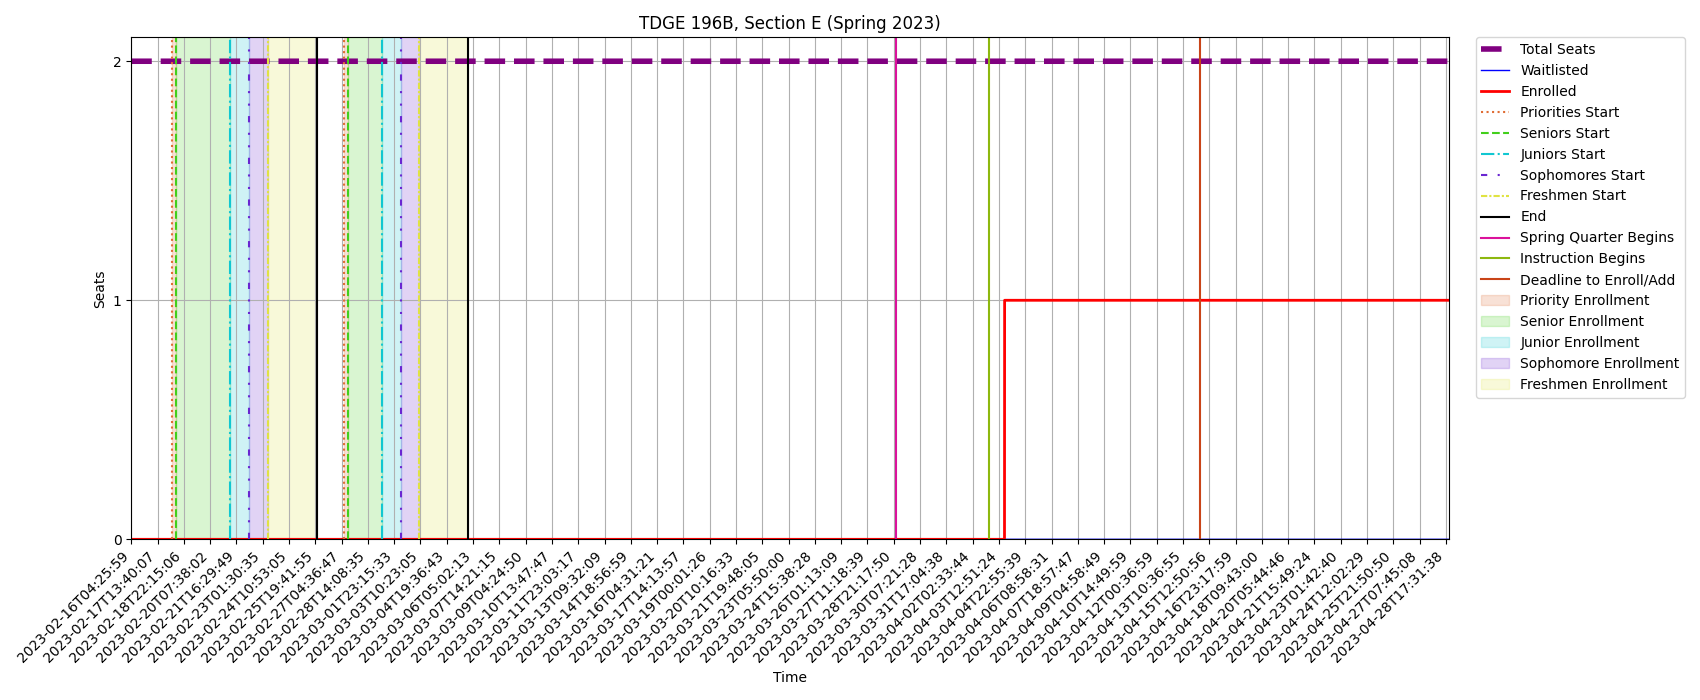 TDGE 196B, Section E (Spring 2023)
Seats
2
1
0
2023-02-16T04:25:59
2023-02-17T13:40:07
2023-02-18T22:15:06
2023-02-20T07:38:02
2023-02-21T16:29:49
2023-02-23T01:30:35
2023-02-24T10:53:05
2023-02-25T19:41:55
2023-02-27T04:36:47
2023-02-28T14:08:35
2023-03-01T23:15:33
2023-03-03T10:23:05
2023-03-04T19:36:43
2023-03-06T05:02:13
2023-03-07T14:21:15
2023-03-09T04:24:50
2023-03-10T13:47:47
2023-03-11T23:03:17
2023-03-13T09:32:09
2023-03-14T18:56:59
2023-03-16T04:31:21
2023-03-17T14:13:57
2023-03-19T00:01:26
2023-03-20T10:16:33
2023-03-21T19:48:05
2023-03-23T05:50:00
2023-03-24T15:38:28
2023-03-26T01:13:09
2023-03-27T11:18:39
2023-03-28T21:17:50
2023-03-30T07:21:28
2023-03-31T17:04:38
2023-04-02T02:33:44
2023-04-03T12:51:24
2023-04-04T22:55:39
2023-04-06T08:58:31
2023-04-07T18:57:47
2023-04-09T04:58:49
2023-04-10T14:49:59
2023-04-12T00:36:59
2023-04-13T10:36:55
2023-04-15T12:50:56
2023-04-16T23:17:59
2023-04-18T09:43:00
2023-04-20T05:44:46
2023-04-21T15:49:24
2023-04-23T01:42:40
2023-04-24T12:02:29
2023-04-25T21:50:50
2023-04-27T07:45:08
2023-04-28T17:31:38
Time
Total Seats
Waitlisted
Enrolled
Priorities Start
Seniors Start
Juniors Start
Sophomores Start
Freshmen Start
End
Spring Quarter Begins
Instruction Begins
Deadline to Enroll/Add
Priority Enrollment
Senior Enrollment
Junior Enrollment
Sophomore Enrollment
Freshmen Enrollment